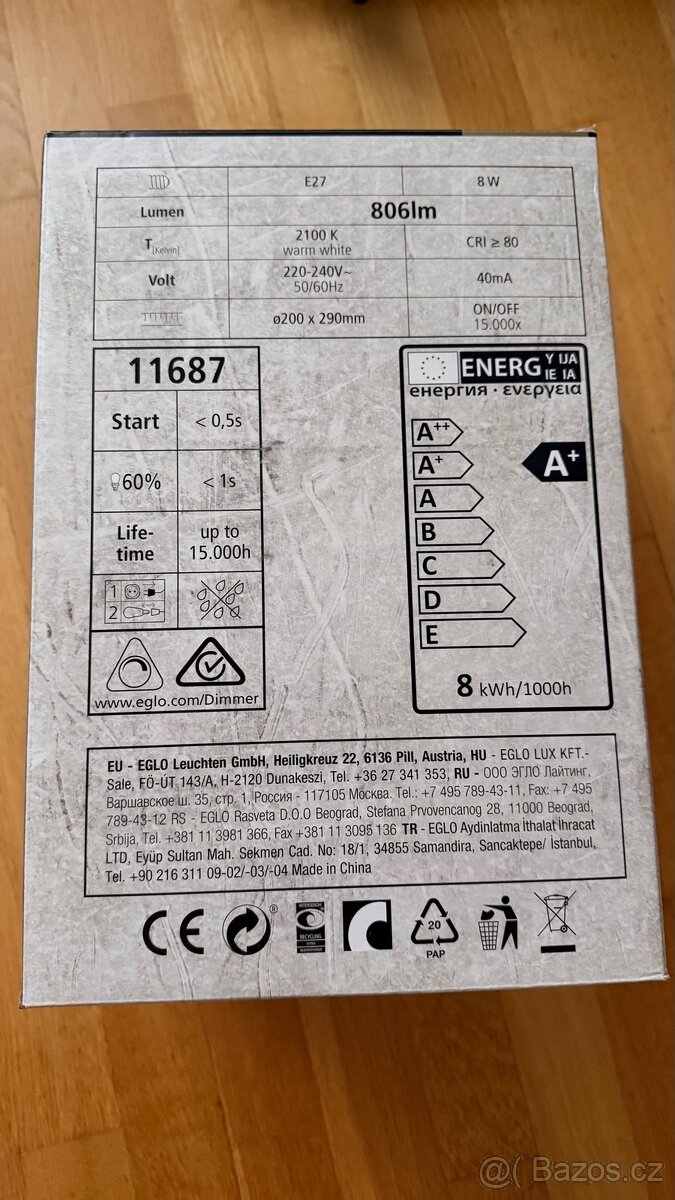 E27 8 W
Lumen 806lm
T[Kelvin] 2100 K warm white CRI ≥ 80
Volt 220-240V~ 50/60Hz 40mA
ø200 x 290mm ON/OFF 15.000x
11687
Start < 0,5s
60% < 1s
Life-
time
up to
15.000h
1
2
www.eglo.com/Dimmer
ENERG Y IJA
IE IA
енергия · ενεργεια
A++
A+
A
B
C
D
E
A+
8 kWh/1000h
EU - EGLO Leuchten GmbH, Heiligkreuz 22, 6136 Pill, Austria, HU - EGLO LUX KFT.-
Sale, FÖ-ÚT 143/A, H-2120 Dunakeszi, Tel. +36 27 341 353, RU - ООО ЭГЛО Лайтинг,
Варшавское ш. 35, стр. 1, Россия - 117105 Москва. Tel.: +7 495 789-43-11, Fax: +7 495
789-43-12 RS - EGLO Rasveta D.O.O Beograd, Stefana Prvovencanog 28, 11000 Beograd,
Srbija, Tel. +381 11 3981 366, Fax +381 11 3095 136 TR - EGLO Aydinlatma İthalat İhracat
LTD, Eyüp Sultan Mah. Sekmen Cad. No: 18/1, 34855 Samandira, Sancaktepe/ İstanbul,
Tel. +90 216 311 09-02/-03/-04 Made in China
CE
®
INTERSEROH
RECYCLING
20
PAP
@( Bazoš.cz